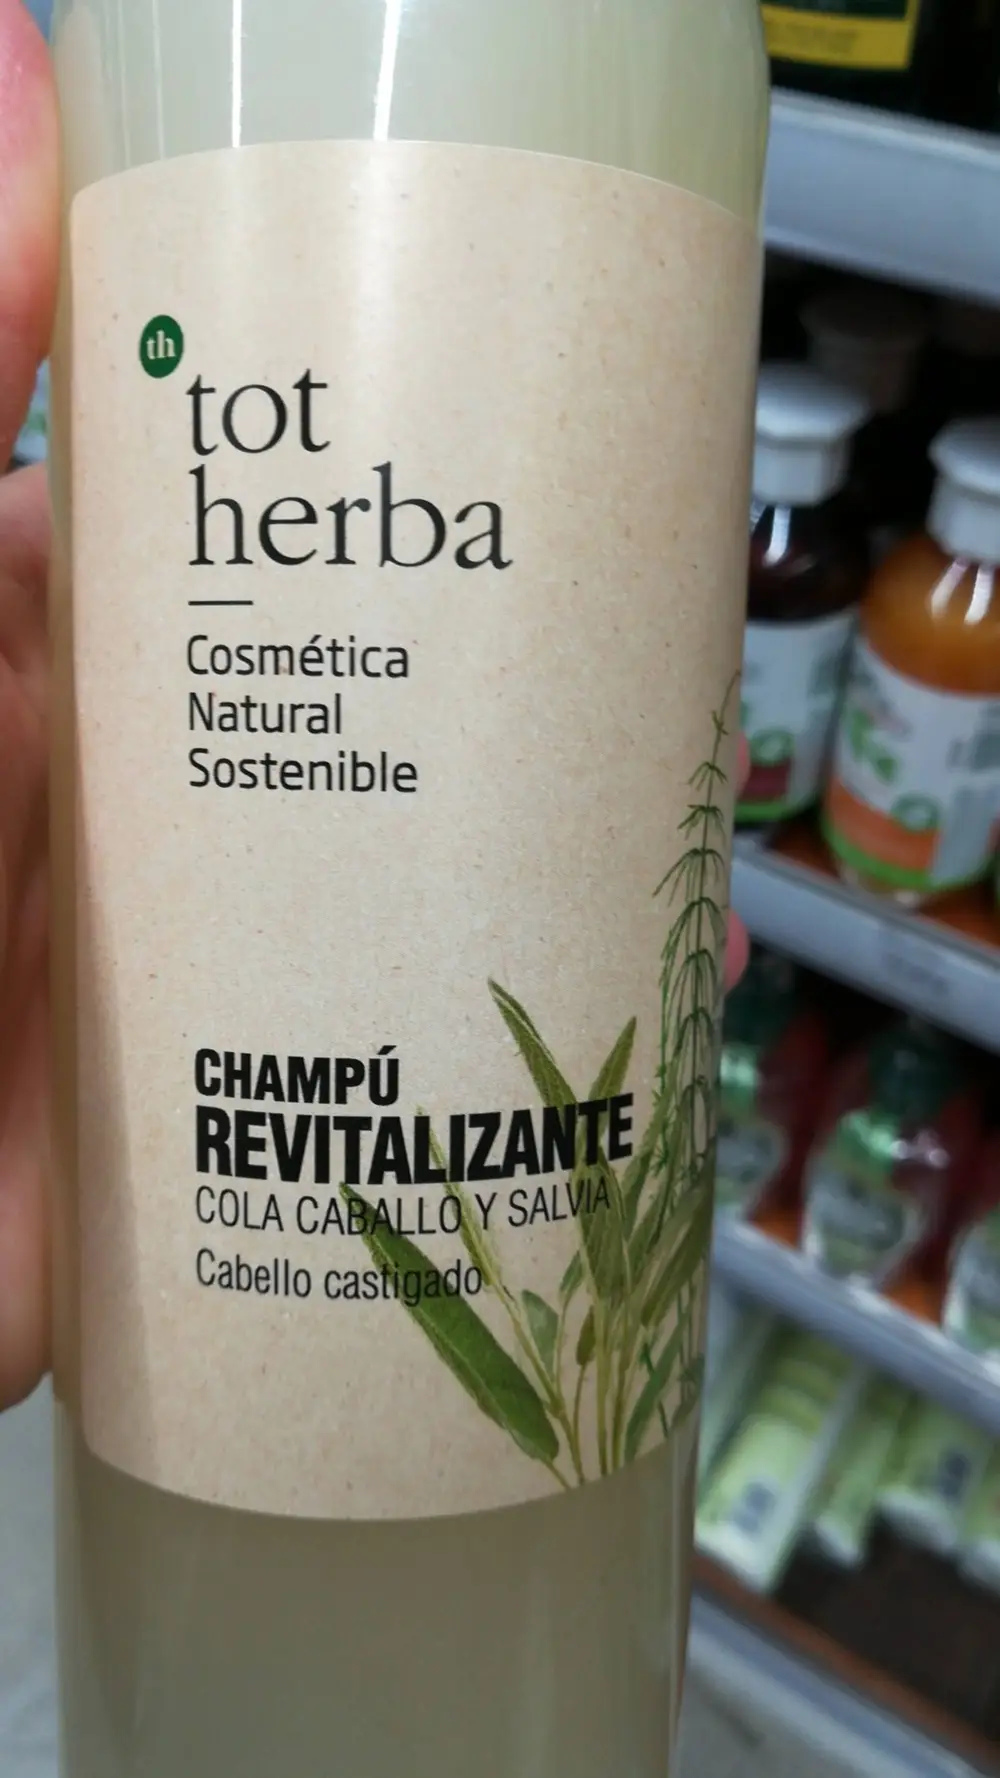 th
tot
herba
Cosmética
Natural
Sostenible
CHAMPÚ
REVITALIZANTE
COLA CABALLO Y SALVIA
Cabello castigado